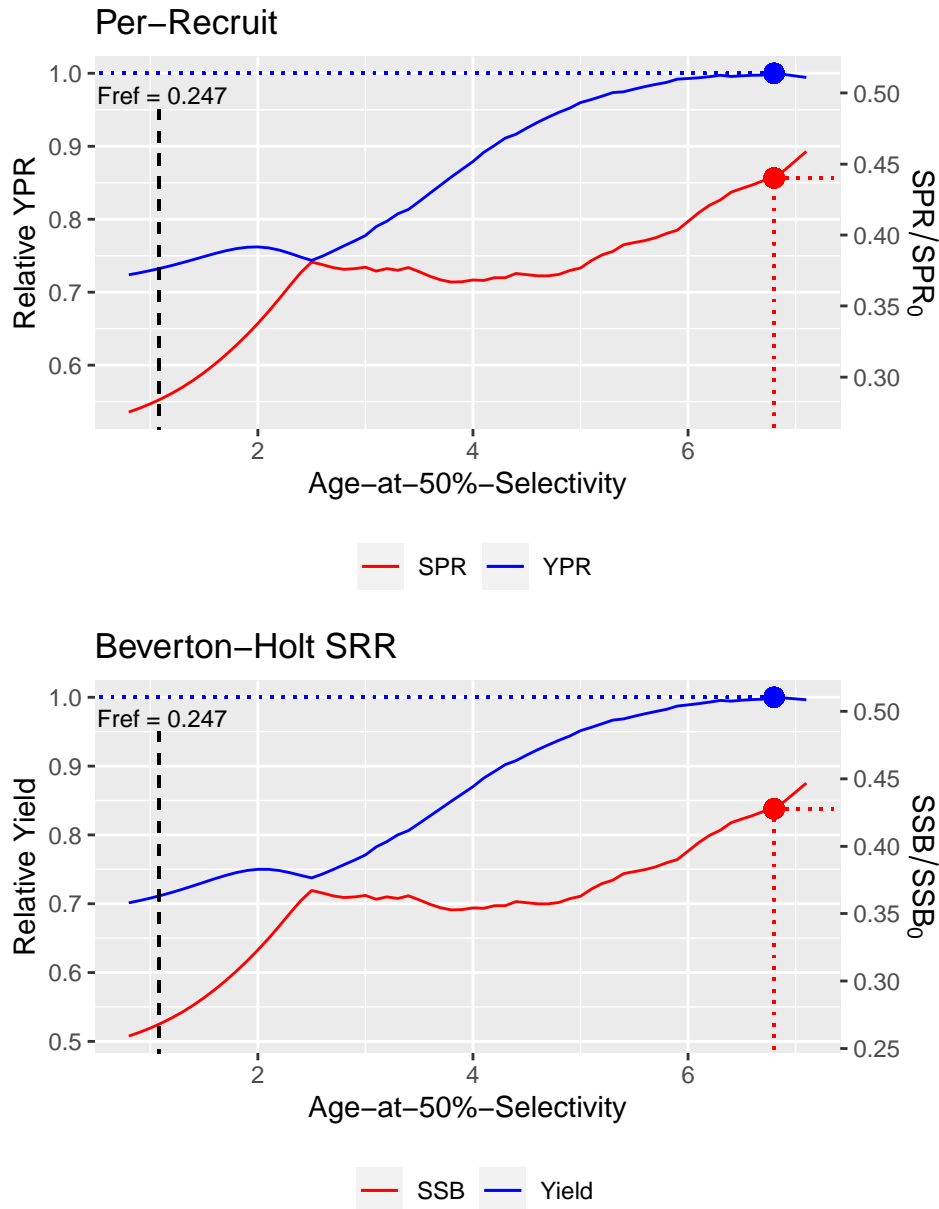 Per−Recruit
1.0
0.9
0.8
0.7
0.6
Relative YPR
Fref = 0.247
0.50
0.45
0.40
0.35
0.30
SPR/SPR0
2 4 6
Age−at−50%−Selectivity
SPR YPR
Beverton−Holt SRR
1.0
0.9
0.8
0.7
0.6
0.5
Relative Yield
Fref = 0.247
0.50
0.45
0.40
0.35
0.30
0.25
SSB/SSB0
2 4 6
Age−at−50%−Selectivity
SSB Yield